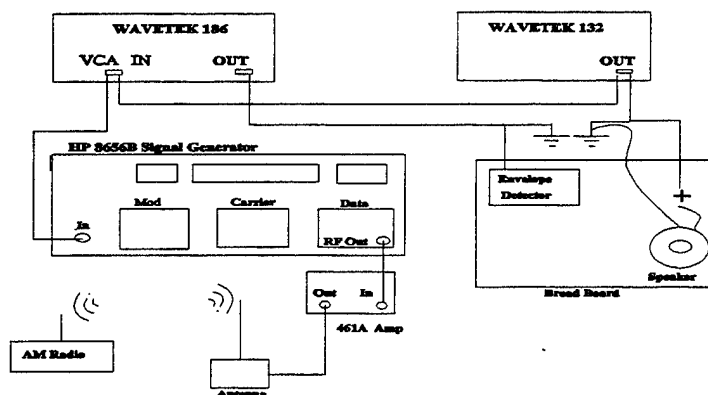 WAVETEK 186
WAVETEK 132
VCA IN
OUT
OUT
HP 8656B Signal Generator
Mod
Carrier
Data
In
RF Out
Envelope
Detector
+
Speaker
Bread Board
Out
In
461A Amp
AM Radio
Antenna